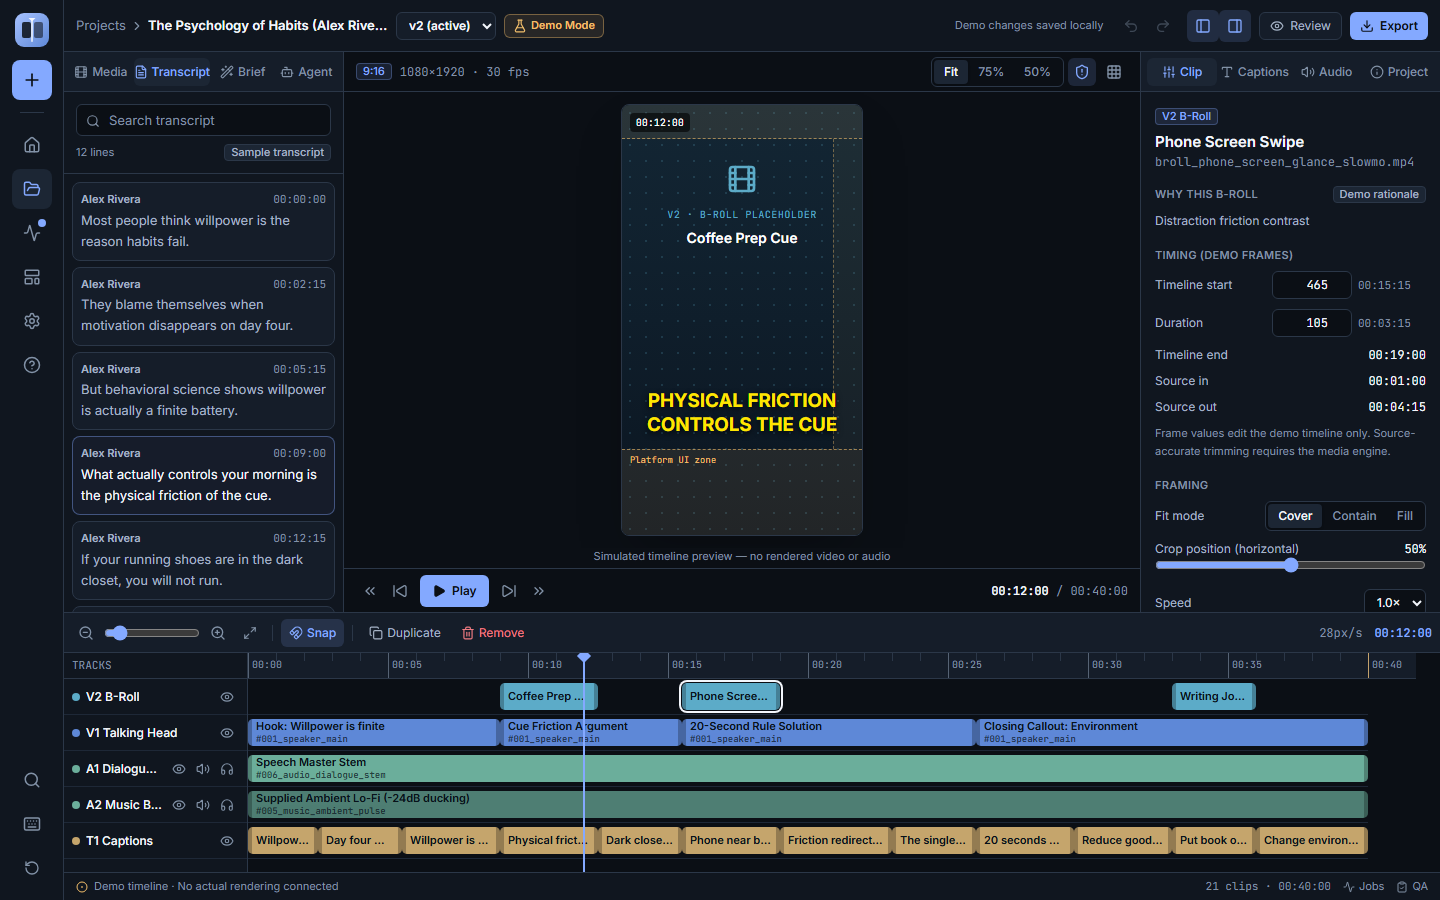 Projects > The Psychology of Habits (Alex Rive...
v2 (active)
Demo Mode
Demo changes saved locally
Review
Export
Media
Transcript
Brief
Agent
9:16
1080×1920 · 30 fps
Fit
75%
50%
Clip
Captions
Audio
Project
Search transcript
12 lines
Sample transcript
Alex Rivera
00:00:00
Most people think willpower is the
reason habits fail.
Alex Rivera
00:02:15
They blame themselves when
motivation disappears on day four.
Alex Rivera
00:05:15
But behavioral science shows willpower
is actually a finite battery.
Alex Rivera
00:09:00
What actually controls your morning is
the physical friction of the cue.
Alex Rivera
00:12:15
If your running shoes are in the dark
closet, you will not run.
00:12:00
V2 · B-ROLL PLACEHOLDER
Coffee Prep Cue
PHYSICAL FRICTION
CONTROLS THE CUE
Platform UI zone
Simulated timeline preview — no rendered video or audio
Play
00:12:00 / 00:40:00
V2 B-Roll
Phone Screen Swipe
broll_phone_screen_glance_slowmo.mp4
WHY THIS B-ROLL
Demo rationale
Distraction friction contrast
TIMING (DEMO FRAMES)
Timeline start
465
00:15:15
Duration
105
00:03:15
Timeline end
00:19:00
Source in
00:01:00
Source out
00:04:15
Frame values edit the demo timeline only. Source-
accurate trimming requires the media engine.
FRAMING
Fit mode
Cover
Contain
Fill
Crop position (horizontal)
50%
Speed
1.0×
Snap
Duplicate
Remove
28px/s
00:12:00
TRACKS
00:00
00:05
00:10
00:15
00:20
00:25
00:30
00:35
00:40
V2 B-Roll
Coffee Prep ...
Phone Scree...
Writing Jo...
V1 Talking Head
Hook: Willpower is finite
#001_speaker_main
Cue Friction Argument
#001_speaker_main
20-Second Rule Solution
#001_speaker_main
Closing Callout: Environment
#001_speaker_main
A1 Dialogu...
Speech Master Stem
#006_audio_dialogue_stem
A2 Music B...
Supplied Ambient Lo-Fi (-24dB ducking)
#005_music_ambient_pulse
T1 Captions
Willpow...
Day four ...
Willpower is ...
Physical frict...
Dark close...
Phone near b...
Friction redirect...
The single...
20 seconds ...
Reduce good...
Put book o...
Change environ...
Demo timeline · No actual rendering connected
21 clips · 00:40:00
Jobs
QA